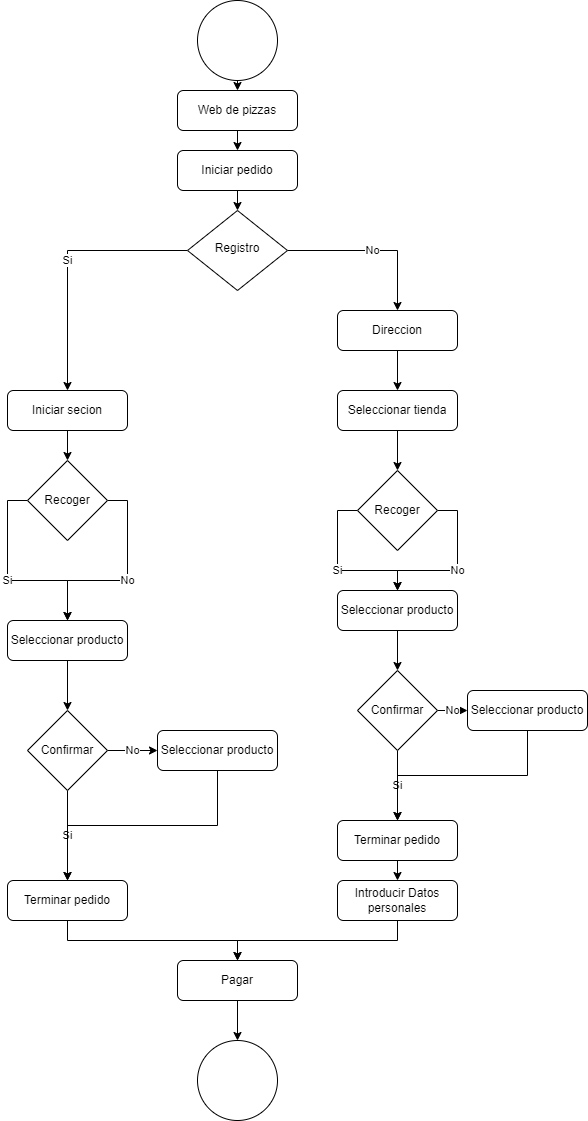 Web de pizzas
Iniciar pedido
Registro
Si
No
Direccion
Iniciar secion
Seleccionar tienda
Recoger
Recoger
Si
No
Si
No
Seleccionar producto
Seleccionar producto
Confirmar
No
Seleccionar producto
Confirmar
No
Seleccionar producto
Si
Si
Terminar pedido
Terminar pedido
Introducir Datos
personales
Pagar